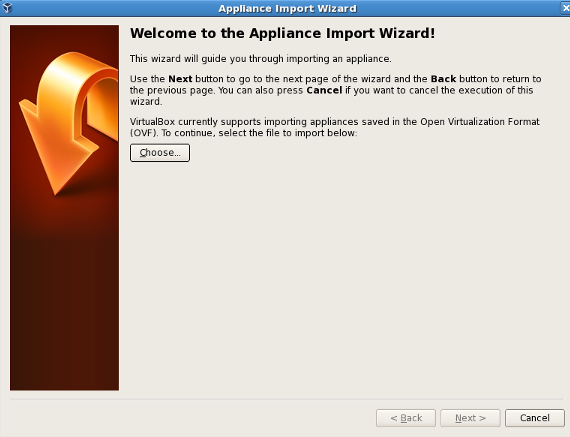 Appliance Import Wizard
Welcome to the Appliance Import Wizard!
This wizard will guide you through importing an appliance.
Use the Next button to go to the next page of the wizard and the Back button to return to
the previous page. You can also press Cancel if you want to cancel the execution of this
wizard.
VirtualBox currently supports importing appliances saved in the Open Virtualization Format
(OVF). To continue, select the file to import below:
Choose...
< Back
Next >
Cancel